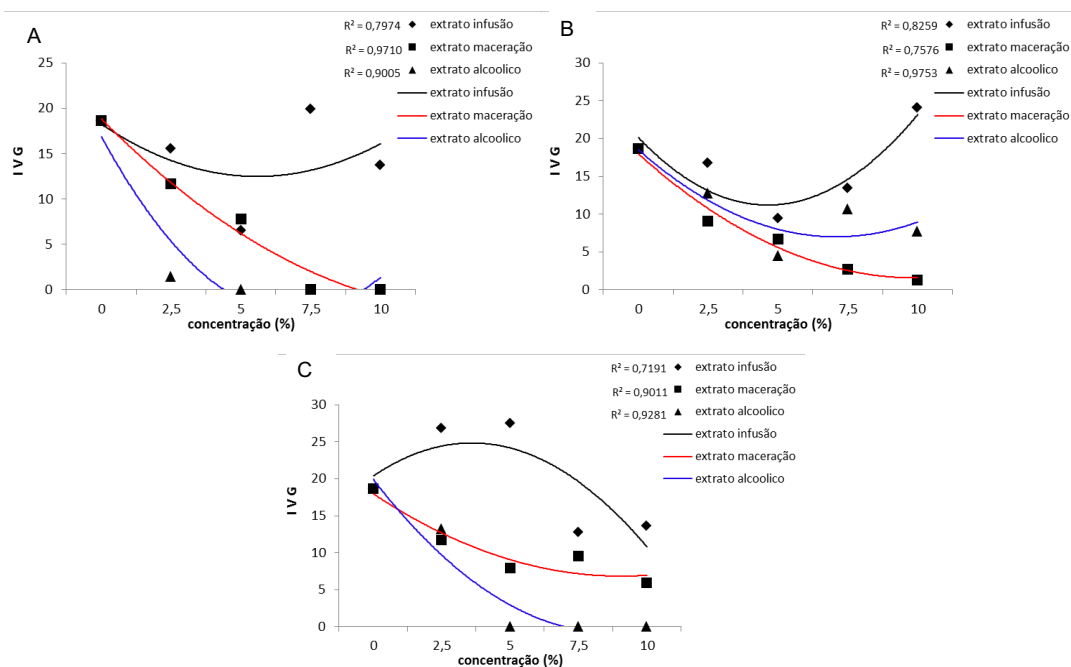 A
R² = 0,7974 extrato infusão
R² = 0,9710 extrato maceração
R² = 0,9005 extrato alcoolico
extrato infusão
extrato maceração
extrato alcoolico
25
20
15
10
5
0
I V G
0 2,5 5 7,5 10
concentração (%)
B
R² = 0,8259 extrato infusão
R² = 0,7576 extrato maceração
R² = 0,9753 extrato alcoolico
extrato infusão
extrato maceração
extrato alcoolico
30
25
20
15
10
5
0
I V G
0 2,5 5 7,5 10
concentração (%)
C
R² = 0,7191 extrato infusão
R² = 0,9011 extrato maceração
R² = 0,9281 extrato alcoolico
extrato infusão
extrato maceração
extrato alcoolico
30
25
20
15
10
5
0
I V G
0 2,5 5 7,5 10
concentração (%)